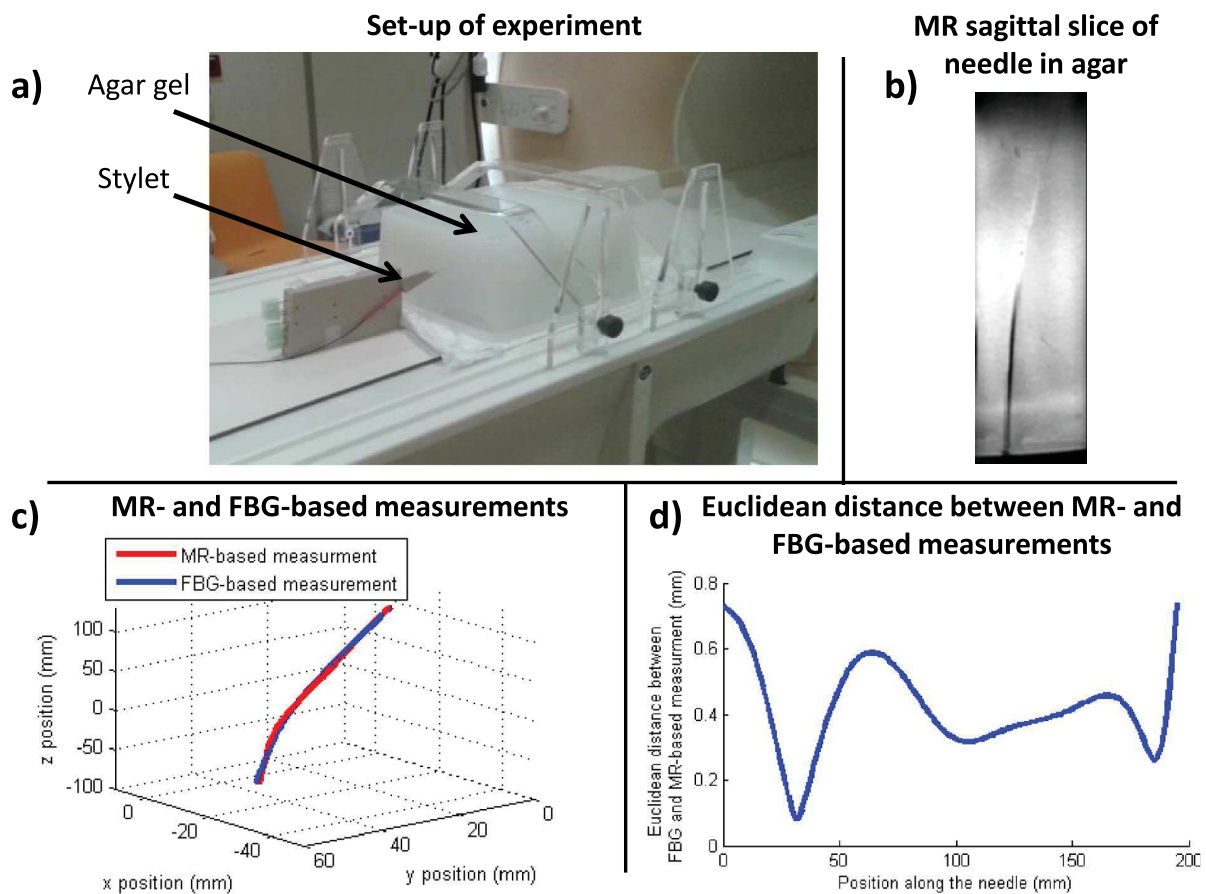 Set-up of experiment
a)
Agar gel
Stylet
MR sagittal slice of
needle in agar
b)
c)
MR- and FBG-based measurements
MR-based measurment
FBG-based measurement
z position (mm)
100
50
0
-50
-100
0
-20
-40
x position (mm)
60
40
20
0
y position (mm)
d)
Euclidean distance between MR- and
FBG-based measurements
Euclidean distance between
FBG and MR-based measurment (mm)
0.8
0.6
0.4
0.2
0
0
50
100
150
200
Position along the needle (mm)